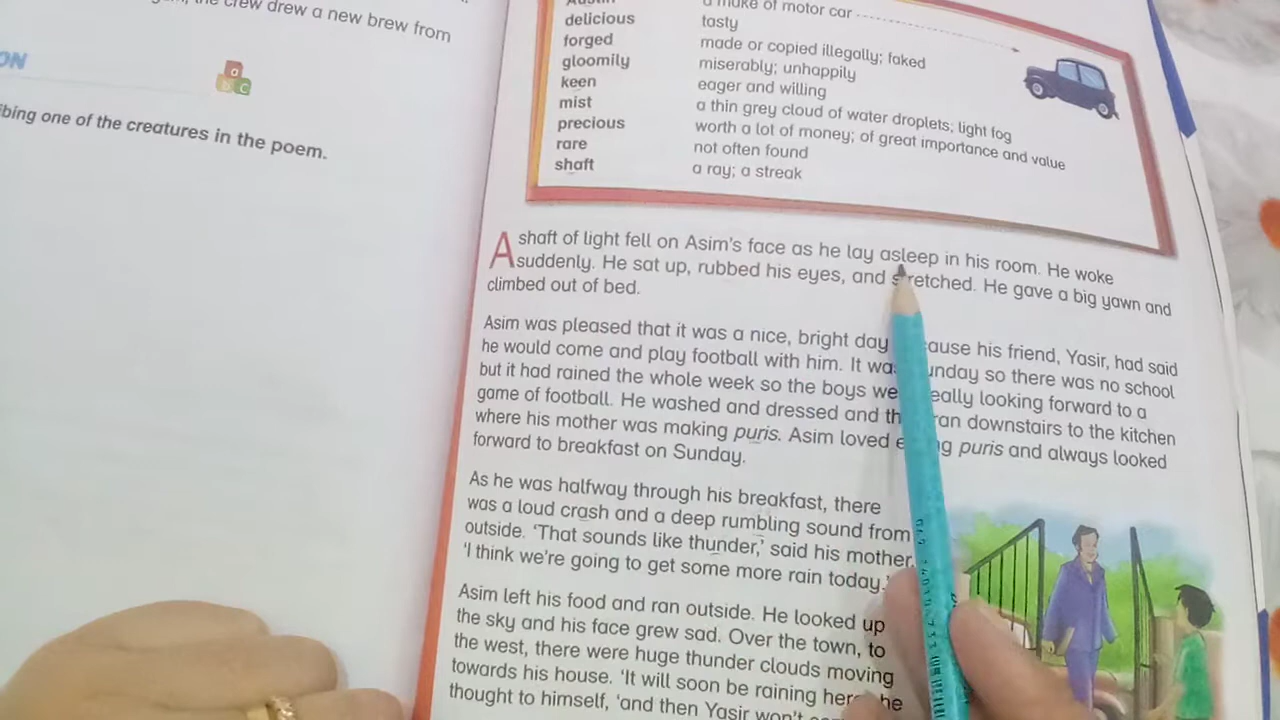 the crew drew a new brew from
ON
a
b c
ibing one of the creatures in the poem.
Austin a make of motor car
delicious tasty
forged made or copied illegally; faked
gloomily miserably; unhappily
keen eager and willing
mist a thin grey cloud of water droplets; light fog
precious worth a lot of money; of great importance and value
rare not often found
shaft a ray; a streak
A shaft of light fell on Asim's face as he lay asleep in his room. He woke
suddenly. He sat up, rubbed his eyes, and stretched. He gave a big yawn and
climbed out of bed.
Asim was pleased that it was a nice, bright day ause his friend, Yasir, had said
he would come and play football with him. It wa unday so there was no school
but it had rained the whole week so the boys we eally looking forward to a
game of football. He washed and dressed and th ran downstairs to the kitchen
where his mother was making puris. Asim loved e g puris and always looked
forward to breakfast on Sunday.
As he was halfway through his breakfast, there
was a loud crash and a deep rumbling sound from
outside. 'That sounds like thunder,' said his mother.
'I think we're going to get some more rain today.'
Asim left his food and ran outside. He looked up
the sky and his face grew sad. Over the town, to
the west, there were huge thunder clouds moving
towards his house. 'It will soon be raining here he
thought to himself, 'and then Yasir won't